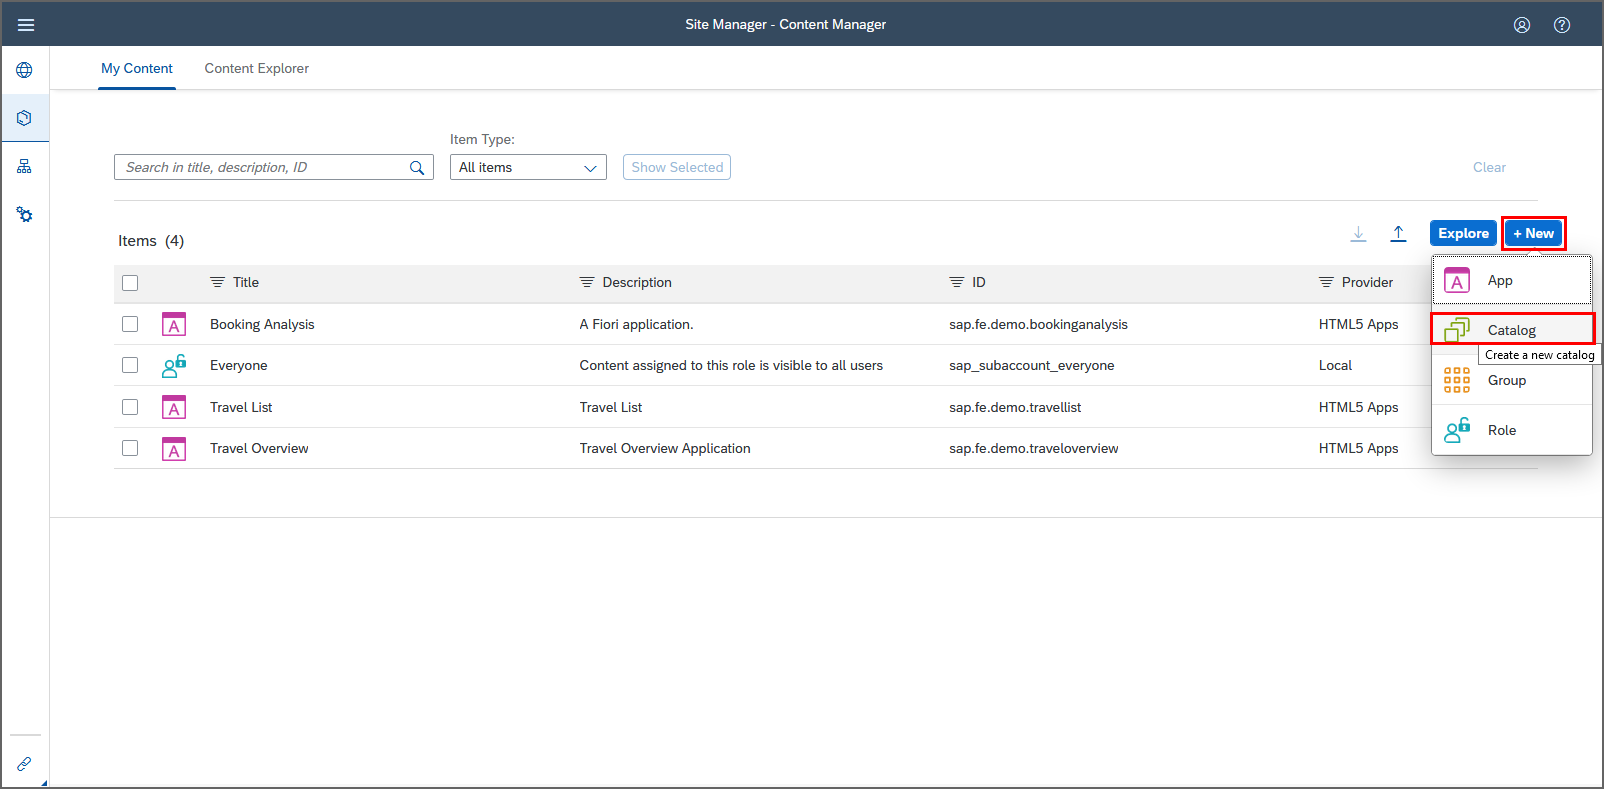 Site Manager - Content Manager
My Content Content Explorer
Item Type:
Search in title, description, ID All items Show Selected Clear
Items (4) Explore + New
Title Description ID Provider
App
Booking Analysis A Fiori application. sap.fe.demo.bookinganalysis HTML5 Apps
Catalog
Create a new catalog
Everyone Content assigned to this role is visible to all users sap_subaccount_everyone Local
Group
Travel List Travel List sap.fe.demo.travellist HTML5 Apps
Role
Travel Overview Travel Overview Application sap.fe.demo.traveloverview HTML5 Apps